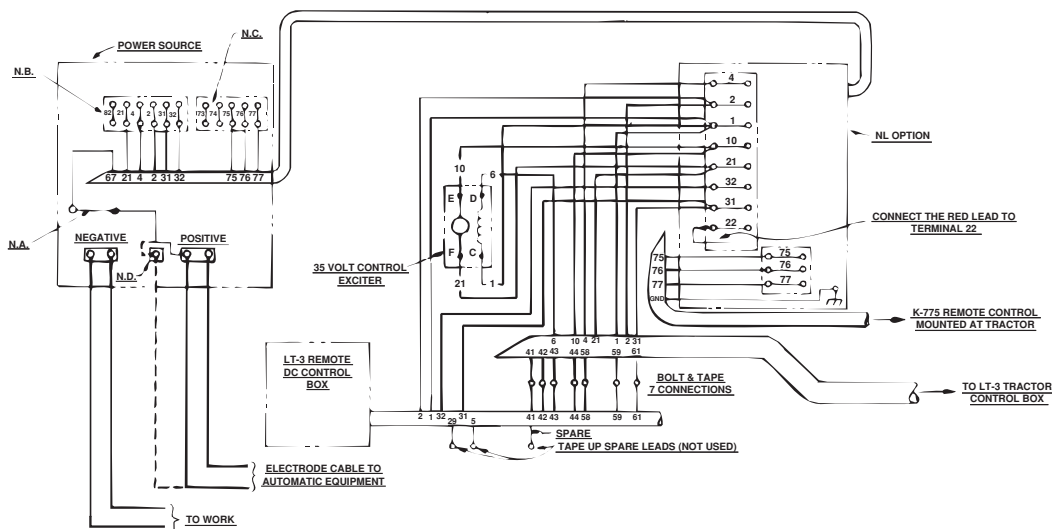 POWER SOURCE
N.C.
N.B.
82 21 4 2 31 32
73 74 75 76 77
67 21 4 2 31 32 75 76 77
N.A.
NEGATIVE
POSITIVE
N.D.
10 6
E D
F C
21 1
35 VOLT CONTROL
EXCITER
4
2
1
10
21
32
31
22
NL OPTION
CONNECT THE RED LEAD TO
TERMINAL 22
75 75
76 76
77 77
GND
K-775 REMOTE CONTROL
MOUNTED AT TRACTOR
LT-3 REMOTE
DC CONTROL
BOX
6 10 4 21 1 2 31
41 42 43 44 58 59 61
BOLT & TAPE
7 CONNECTIONS
TO LT-3 TRACTOR
CONTROL BOX
2 1 32 31 41 42 43 44 58 59 61
29 5
SPARE
TAPE UP SPARE LEADS (NOT USED)
ELECTRODE CABLE TO
AUTOMATIC EQUIPMENT
TO WORK